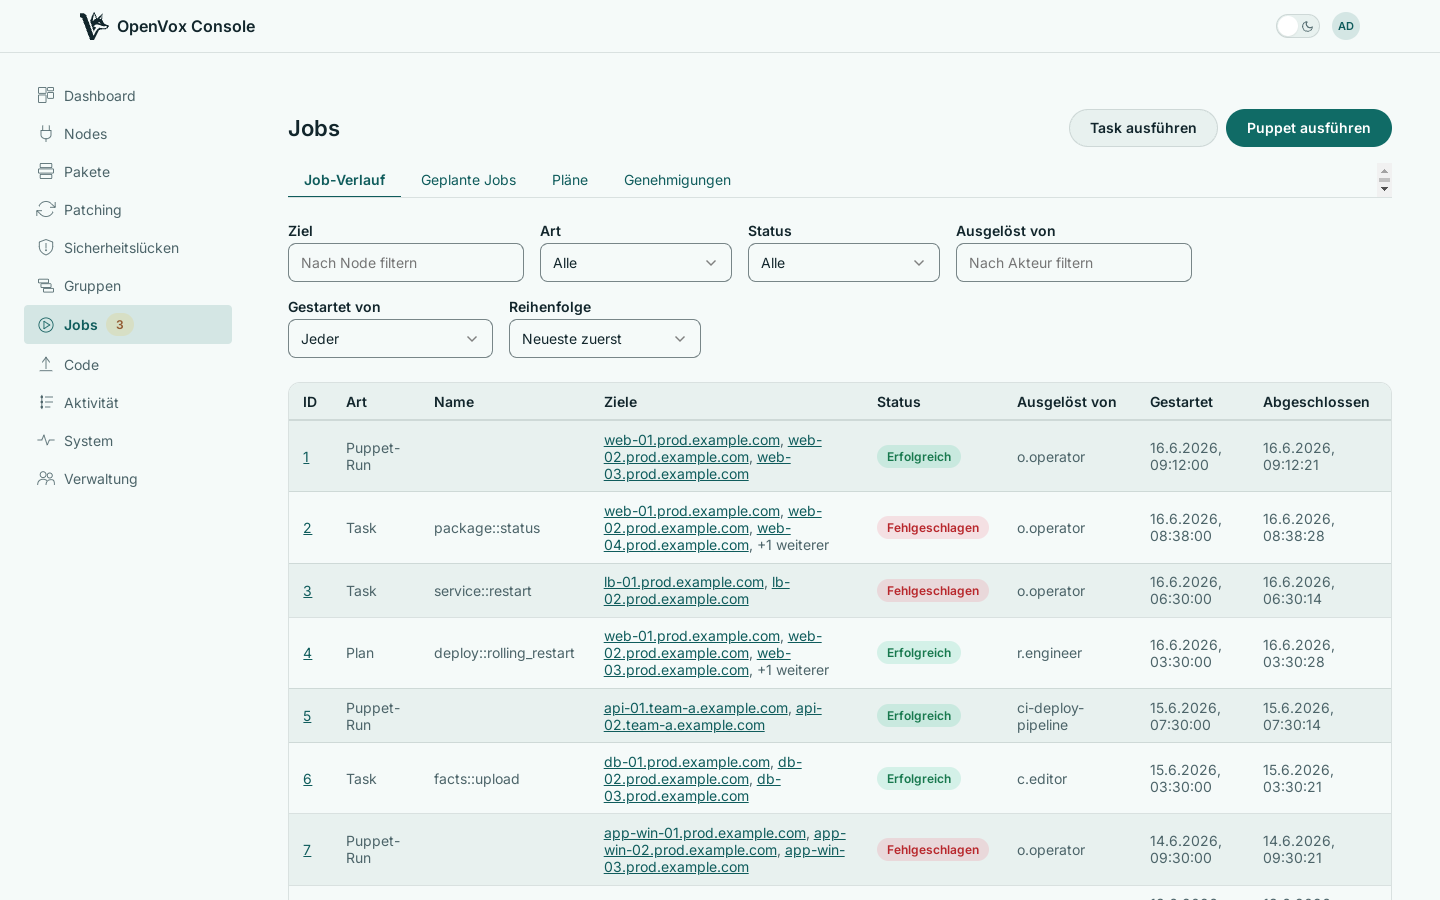 OpenVox Console
AD
Dashboard
Nodes
Pakete
Patching
Sicherheitslücken
Gruppen
Jobs 3
Code
Aktivität
System
Verwaltung
Jobs
Task ausführen
Puppet ausführen
Job-Verlauf
Geplante Jobs
Pläne
Genehmigungen
Ziel
Art
Status
Ausgelöst von
Nach Node filtern
Alle
Alle
Nach Akteur filtern
Gestartet von
Reihenfolge
Jeder
Neueste zuerst
ID Art Name Ziele Status Ausgelöst von Gestartet Abgeschlossen
1
Puppet-
Run
web-01.prod.example.com, web-
02.prod.example.com, web-
03.prod.example.com
Erfolgreich
o.operator
16.6.2026,
09:12:00
16.6.2026,
09:12:21
2
Task
package::status
web-01.prod.example.com, web-
02.prod.example.com, web-
04.prod.example.com, +1 weiterer
Fehlgeschlagen
o.operator
16.6.2026,
08:38:00
16.6.2026,
08:38:28
3
Task
service::restart
lb-01.prod.example.com, lb-
02.prod.example.com
Fehlgeschlagen
o.operator
16.6.2026,
06:30:00
16.6.2026,
06:30:14
4
Plan
deploy::rolling_restart
web-01.prod.example.com, web-
02.prod.example.com, web-
03.prod.example.com, +1 weiterer
Erfolgreich
r.engineer
16.6.2026,
03:30:00
16.6.2026,
03:30:28
5
Puppet-
Run
api-01.team-a.example.com, api-
02.team-a.example.com
Erfolgreich
ci-deploy-
pipeline
15.6.2026,
07:30:00
15.6.2026,
07:30:14
6
Task
facts::upload
db-01.prod.example.com, db-
02.prod.example.com, db-
03.prod.example.com
Erfolgreich
c.editor
15.6.2026,
03:30:00
15.6.2026,
03:30:21
7
Puppet-
Run
app-win-01.prod.example.com, app-
win-02.prod.example.com, app-win-
03.prod.example.com
Fehlgeschlagen
o.operator
14.6.2026,
09:30:00
14.6.2026,
09:30:21